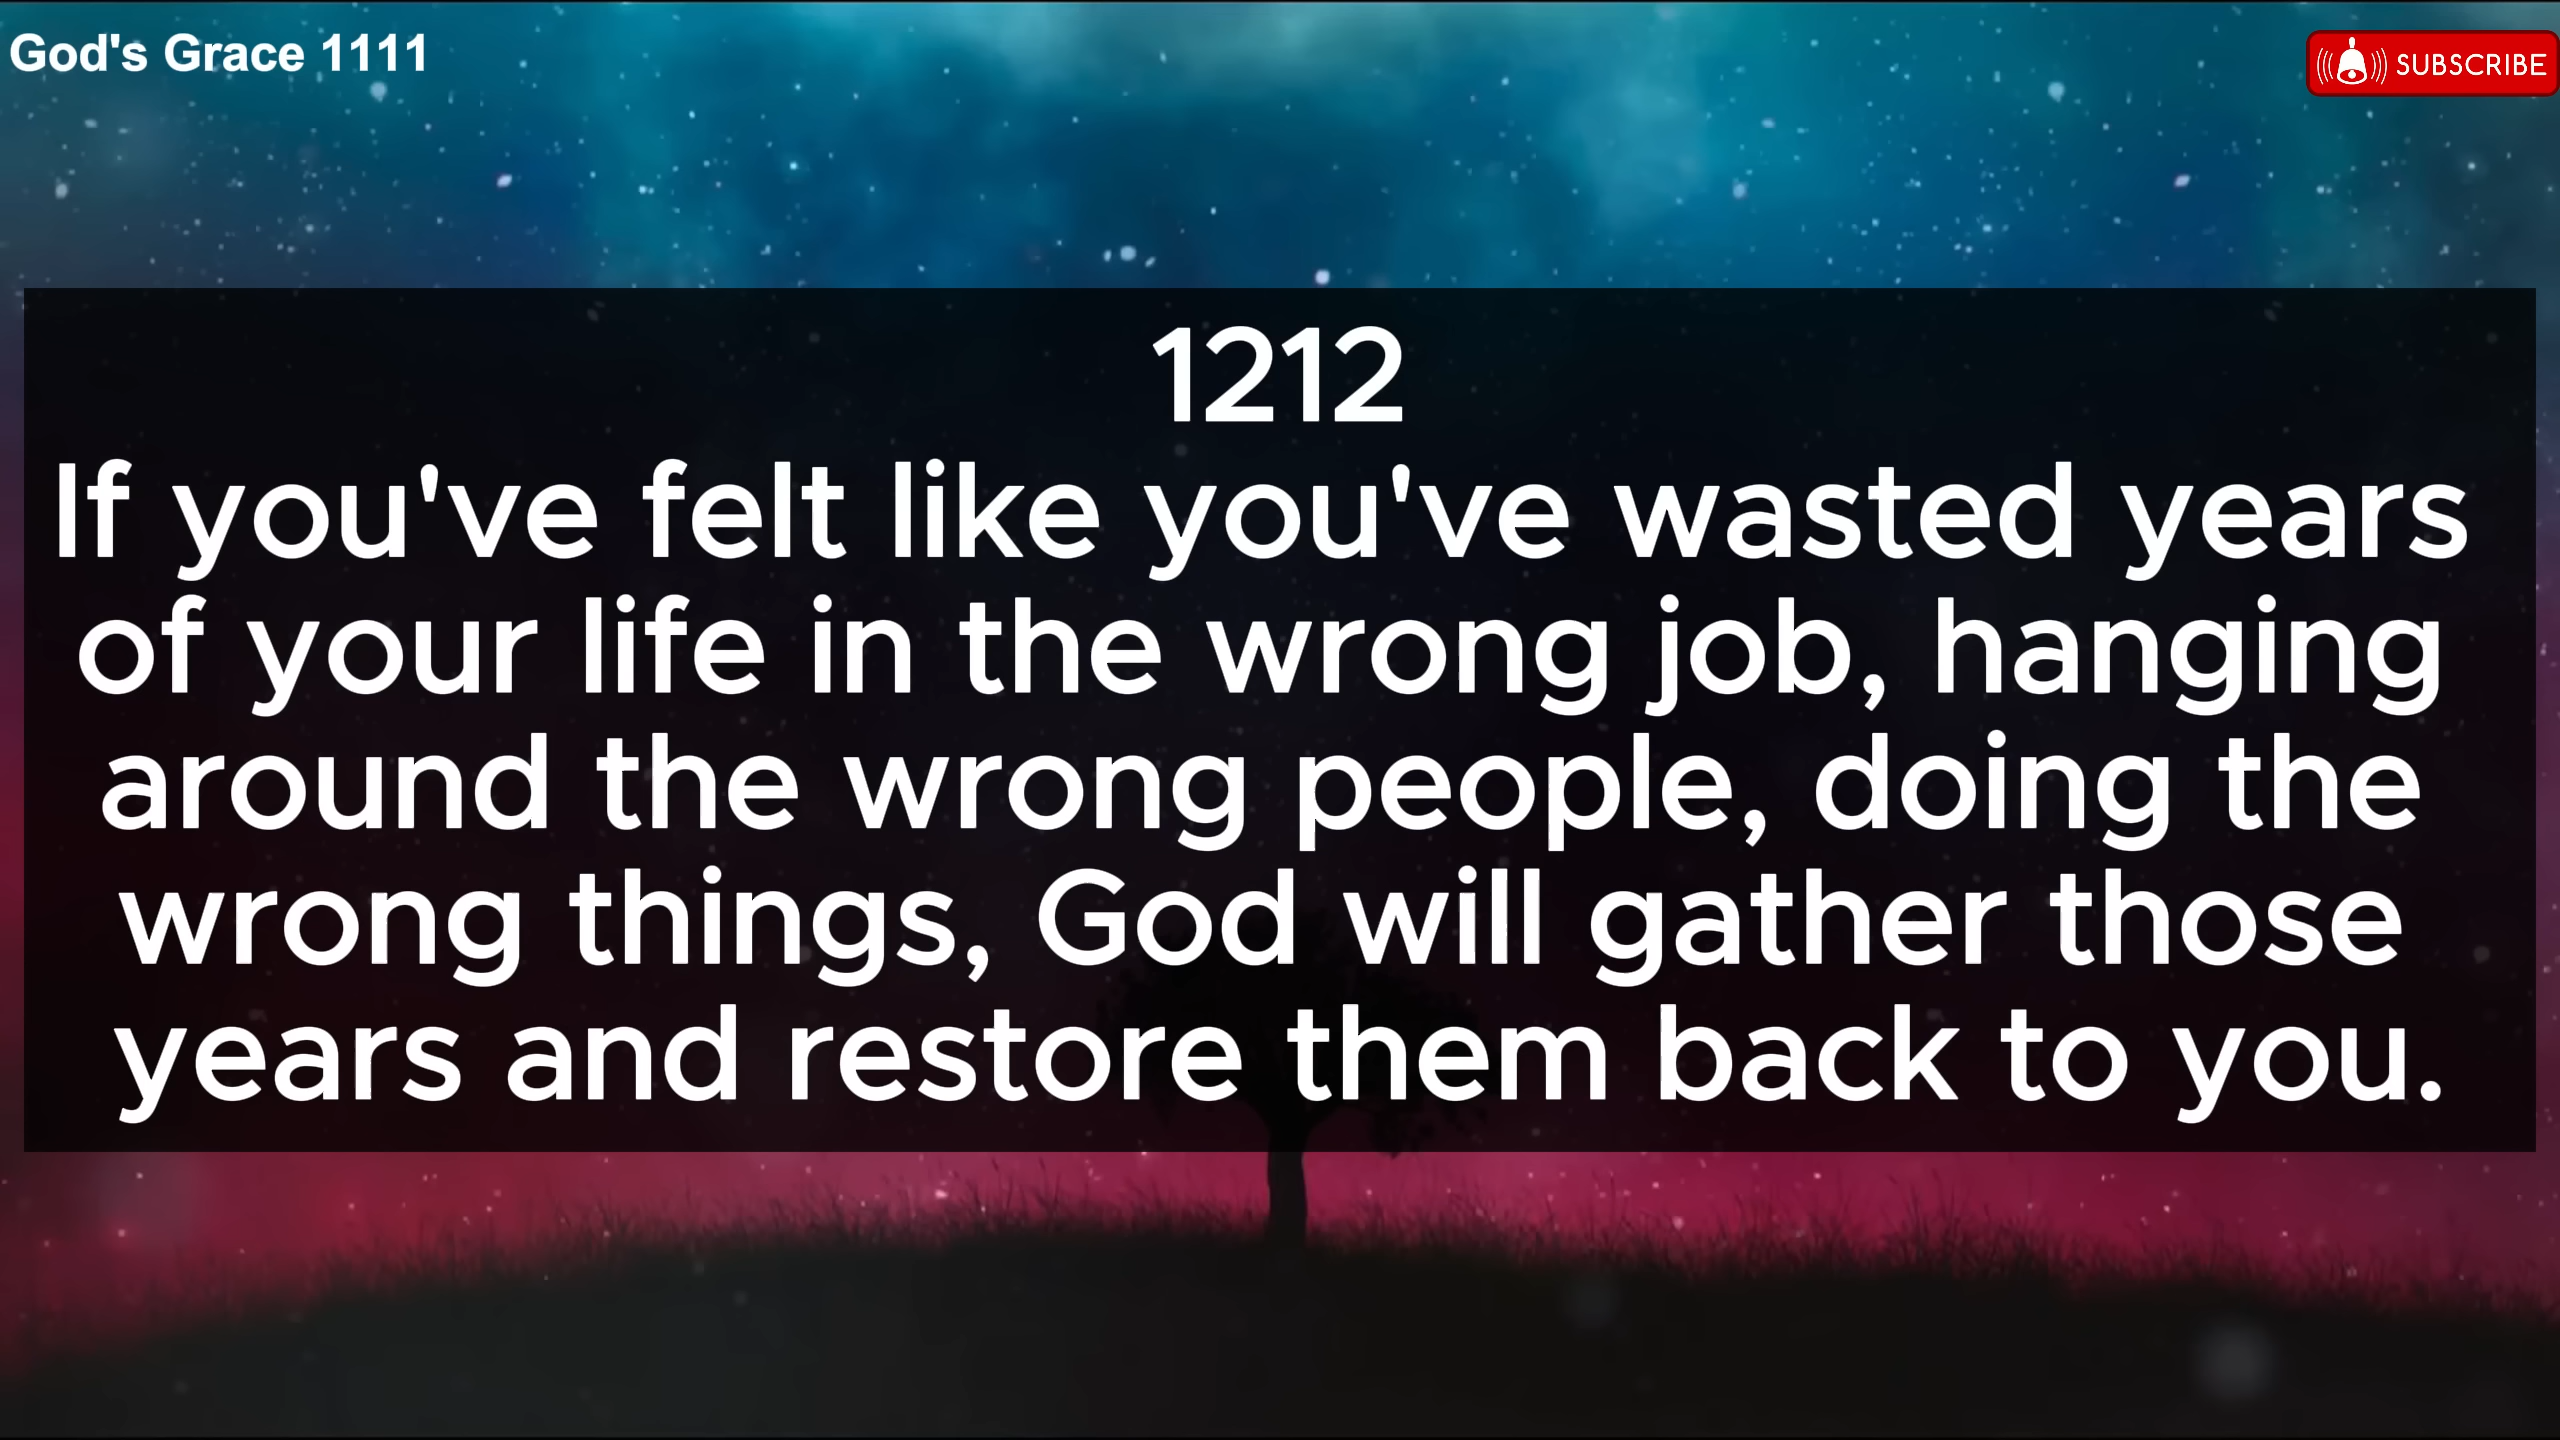 God's Grace 1111
SUBSCRIBE
1212
If you've felt like you've wasted years
of your life in the wrong job, hanging
around the wrong people, doing the
wrong things, God will gather those
years and restore them back to you.